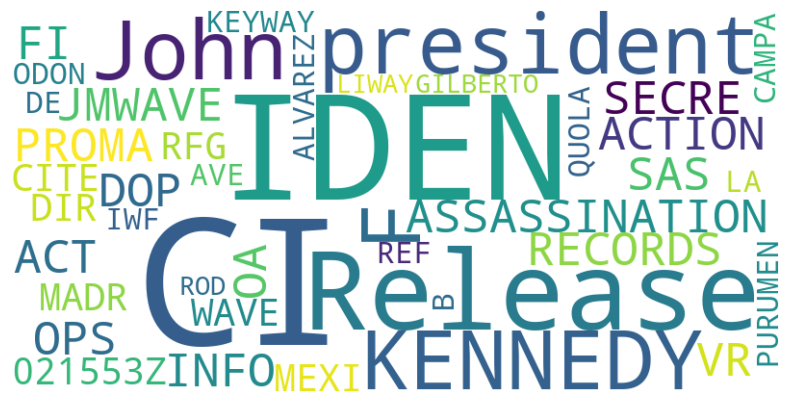 KEYWAY
FI John president CAMPA
ODON ALVAREZ LIWAY GILBERTO
DE JMWAVE IDEN QUOLA SECRE
PROMA RFG ACTION
CITE DOP AVE SAS LA
DIR IWF F ASSASSINATION
ACT CI OA REF RECORDS
MADR ROD WAVE Release B PURUMEN
OPS KENNEDY VR
021553Z INFO MEXI